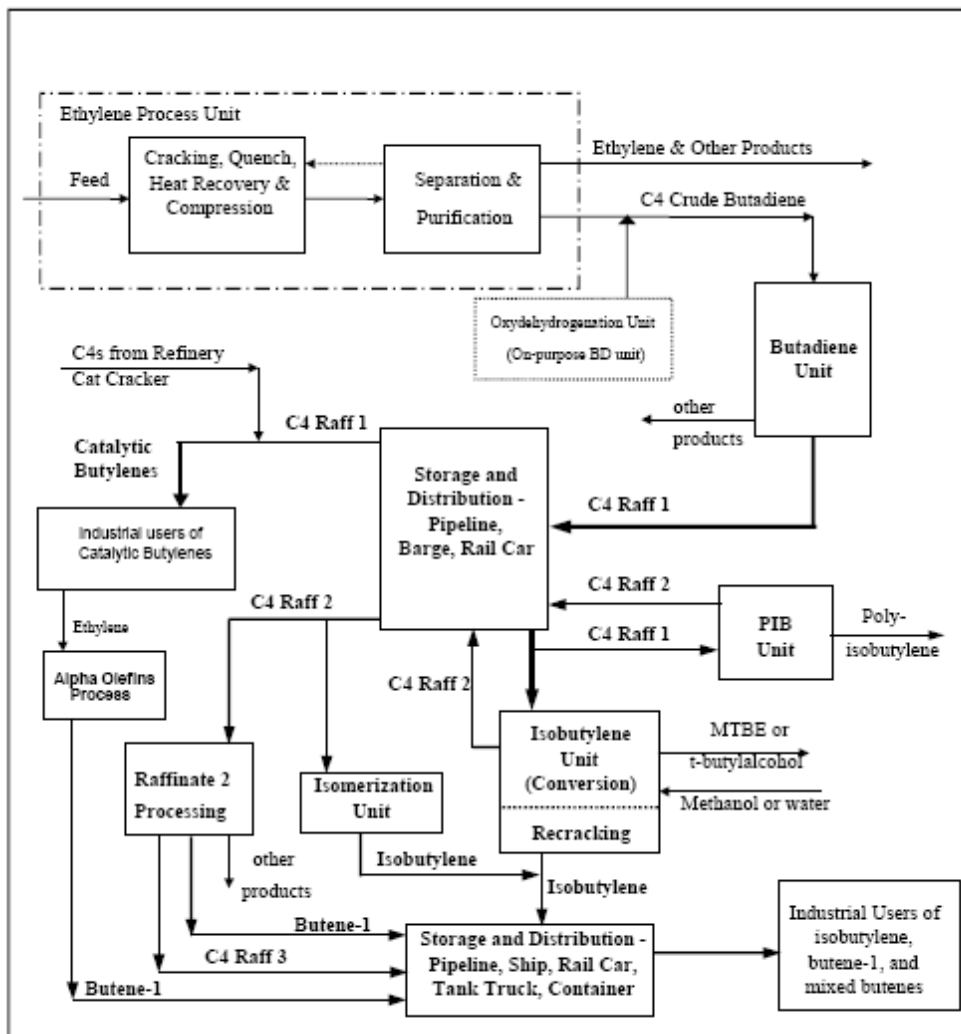 Ethylene Process Unit
Cracking, Quench,
Heat Recovery &
Compression
Feed
Separation &
Purification
Ethylene & Other Products
C4 Crude Butadiene
Oxydehydrogenation Unit
(On-purpose BD unit)
Butadiene
Unit
C4s from Refinery
Cat Cracker
other
products
C4 Raff 1
Catalytic
Butylenes
Storage and
Distribution -
Pipeline,
Barge, Rail Car
C4 Raff 1
Industrial users of
Catalytic Butylenes
C4 Raff 2
C4 Raff 2
C4 Raff 1
PIB
Unit
Poly-
isobutylene
Ethylene
Alpha Olefins
Process
C4 Raff 2
Isobutylene
Unit
(Conversion)
Recracking
MTBE or
t-butylalcohol
Methanol or water
Raffinate 2
Processing
Isomerization
Unit
other
products
Isobutylene
Isobutylene
Butene-1
C4 Raff 3
Butene-1
Storage and Distribution -
Pipeline, Ship, Rail Car,
Tank Truck, Container
Industrial Users of
isobutylene,
butene-1, and
mixed butenes